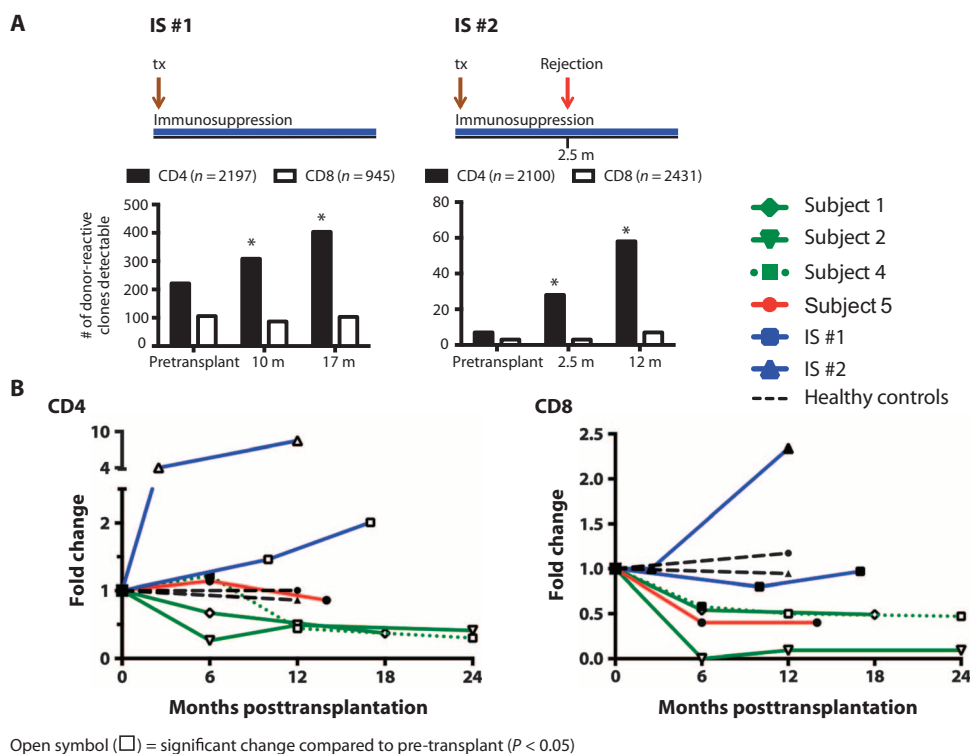 A
IS #1
IS #2
tx
tx
Rejection
Immunosuppression
Immunosuppression
2.5 m
CD4 (n = 2197)
CD8 (n = 945)
CD4 (n = 2100)
CD8 (n = 2431)
# of donor-reactive
clones detectable
500
400
300
200
100
0
*
*
Pretransplant
10 m
17 m
80
60
40
20
0
*
*
Pretransplant
2.5 m
12 m
Subject 1
Subject 2
Subject 4
Subject 5
IS #1
IS #2
Healthy controls
B
CD4
Fold change
10
4
2
1
0
0 6 12 18 24
Months posttransplantation
CD8
Fold change
2.5
2.0
1.5
1.0
0.5
0.0
0 6 12 18 24
Months posttransplantation
Open symbol (□) = significant change compared to pre-transplant (P < 0.05)